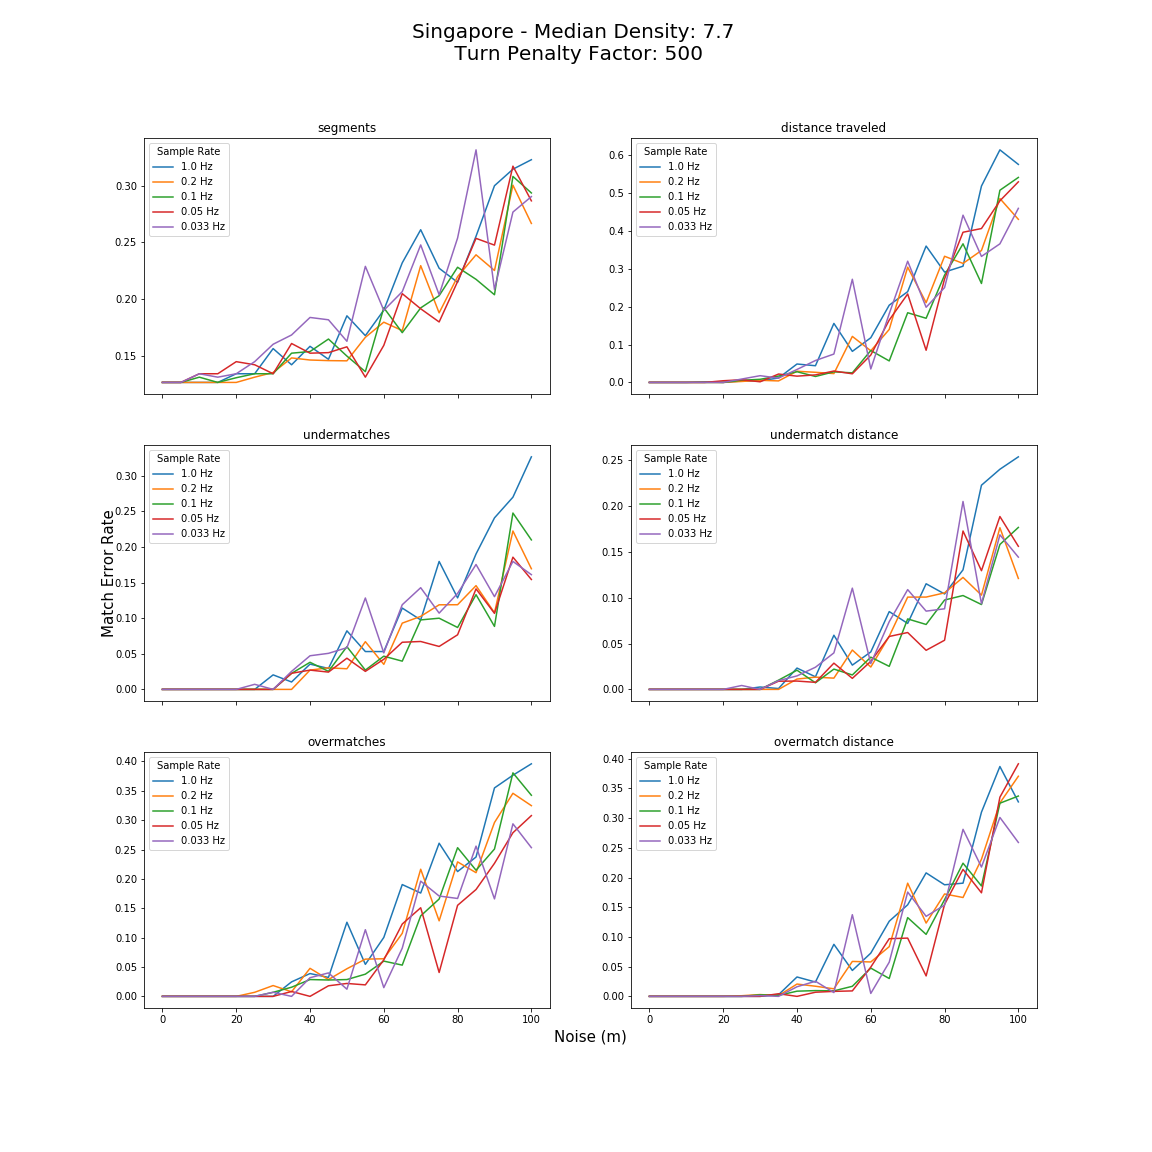 Singapore - Median Density: 7.7
Turn Penalty Factor: 500
segments
Sample Rate
1.0 Hz
0.2 Hz
0.1 Hz
0.05 Hz
0.033 Hz
0.30
0.25
0.20
0.15
distance traveled
Sample Rate
1.0 Hz
0.2 Hz
0.1 Hz
0.05 Hz
0.033 Hz
0.6
0.5
0.4
0.3
0.2
0.1
0.0
Match Error Rate
undermatches
Sample Rate
1.0 Hz
0.2 Hz
0.1 Hz
0.05 Hz
0.033 Hz
0.30
0.25
0.20
0.15
0.10
0.05
0.00
undermatch distance
Sample Rate
1.0 Hz
0.2 Hz
0.1 Hz
0.05 Hz
0.033 Hz
0.25
0.20
0.15
0.10
0.05
0.00
overmatches
Sample Rate
1.0 Hz
0.2 Hz
0.1 Hz
0.05 Hz
0.033 Hz
0.40
0.35
0.30
0.25
0.20
0.15
0.10
0.05
0.00
0 20 40 60 80 100
overmatch distance
Sample Rate
1.0 Hz
0.2 Hz
0.1 Hz
0.05 Hz
0.033 Hz
0.40
0.35
0.30
0.25
0.20
0.15
0.10
0.05
0.00
0 20 40 60 80 100
Noise (m)